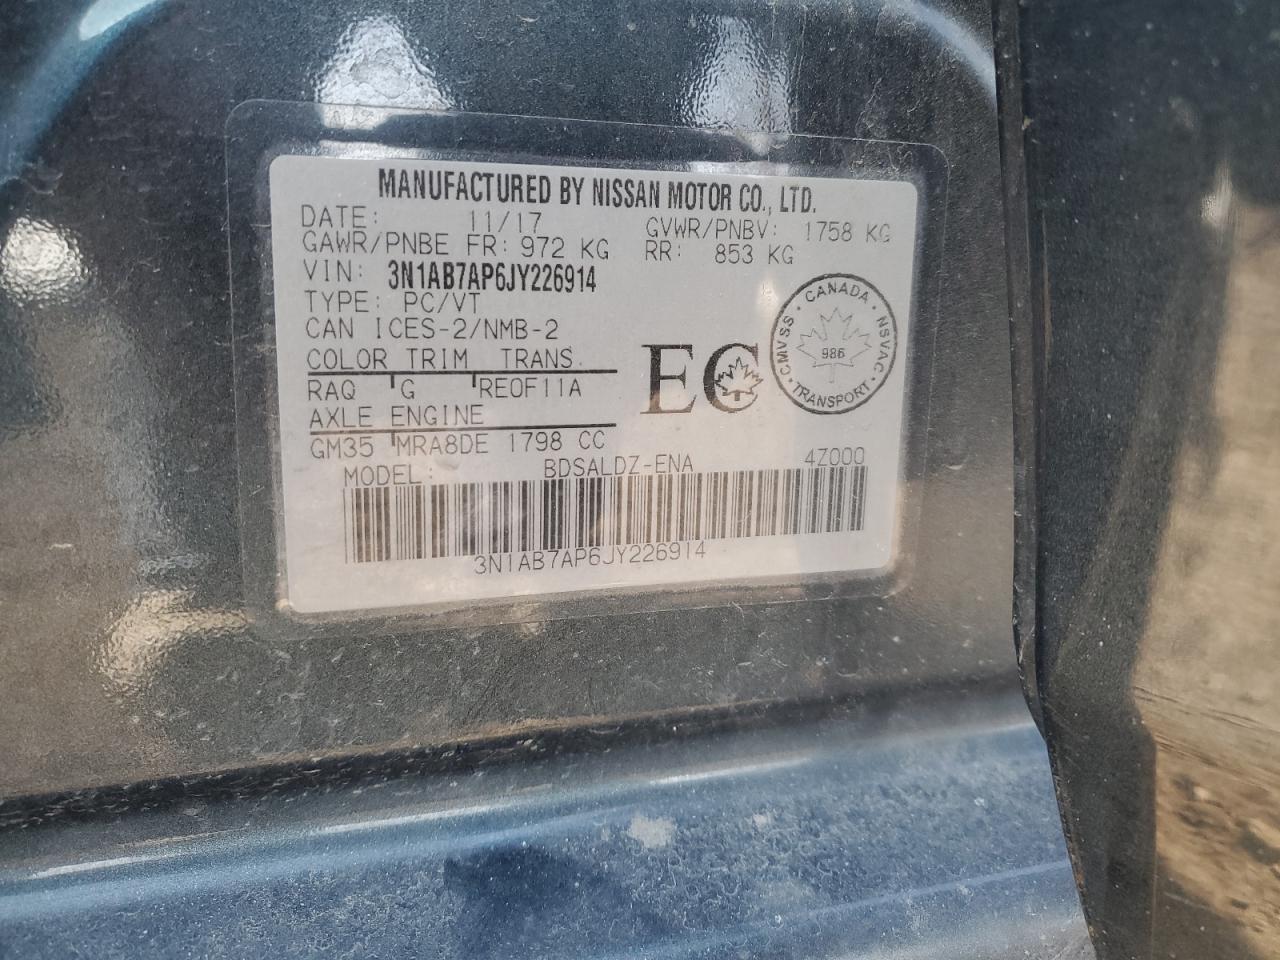 MANUFACTURED BY NISSAN MOTOR CO., LTD.
DATE: 11/17 GVWR/PNBV: 1758 KG
GAWR/PNBE FR: 972 KG RR: 853 KG
VIN: 3N1AB7AP6JY226914
TYPE: PC/VT
CAN ICES-2/NMB-2
COLOR TRIM TRANS.
RAQ G RE0F11A
AXLE ENGINE
GM35 MRA8DE 1798 CC
EC
CANADA
CMVSS NSVAC
986
TRANSPORT
MODEL: BDSALDZ-ENA 4Z000
3N1AB7AP6JY226914